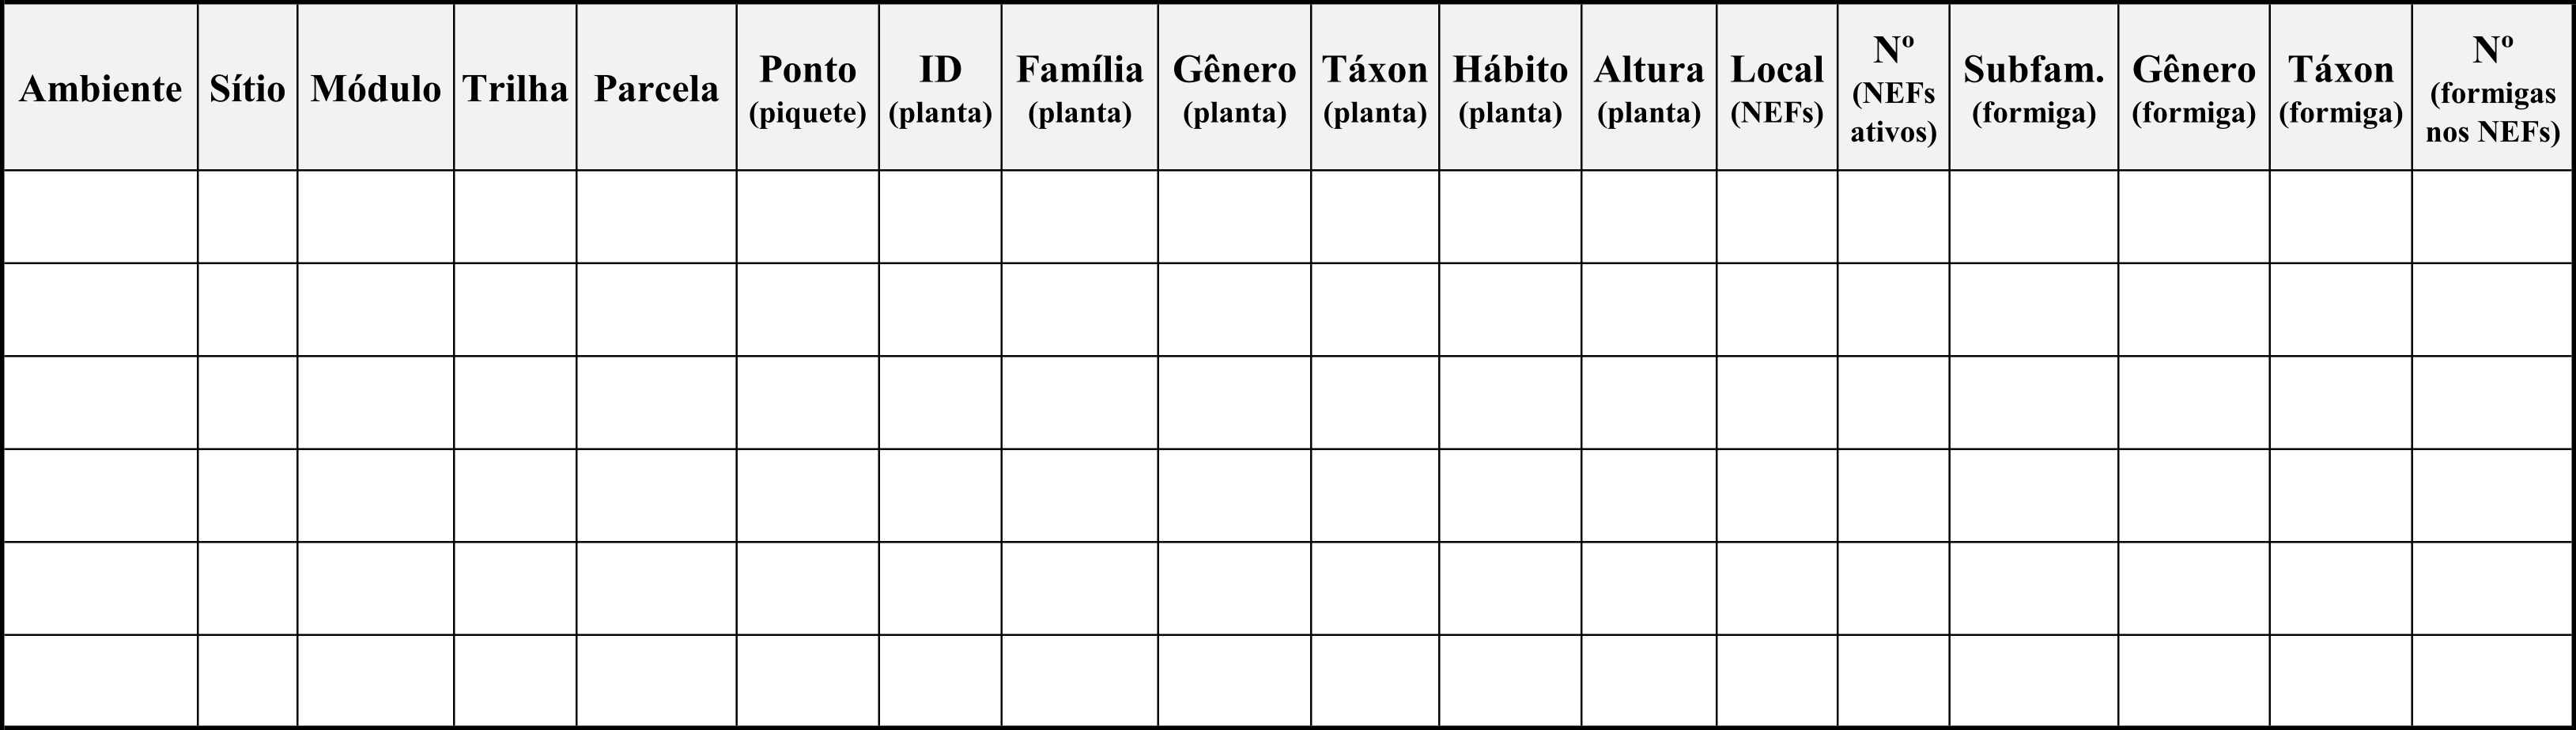 Ambiente
Sítio
Módulo
Trilha
Parcela
Ponto
(piquete)
ID
(planta)
Família
(planta)
Gênero
(planta)
Táxon
(planta)
Hábito
(planta)
Altura
(planta)
Local
(NEFs)
Nº
(NEFs
ativos)
Subfam.
(formiga)
Gênero
(formiga)
Táxon
(formiga)
Nº
(formigas
nos NEFs)